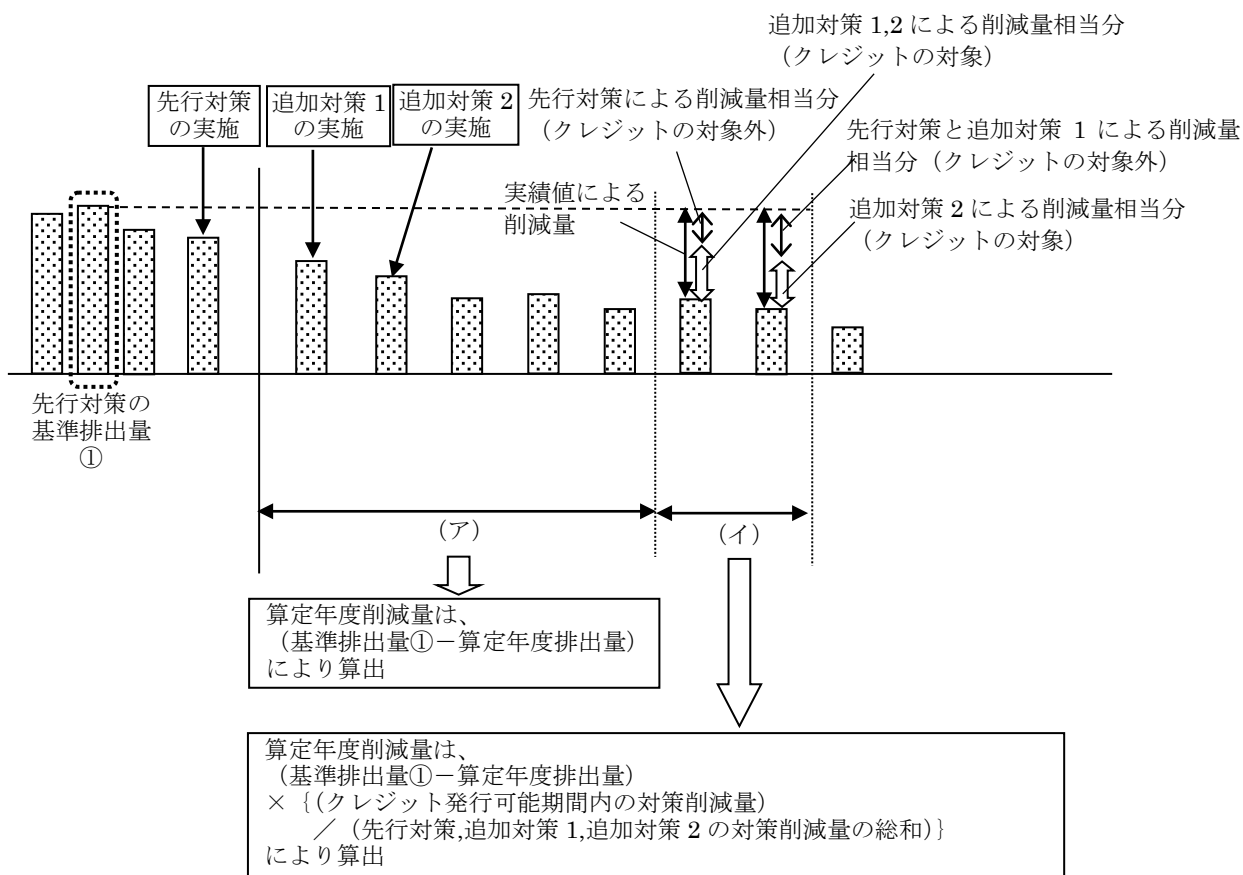 追加対策 1,2 による削減量相当分
（クレジットの対象）
先行対策
の実施
追加対策 1
の実施
追加対策 2
の実施
先行対策による削減量相当分
（クレジットの対象外）
先行対策と追加対策 1 による削減量
相当分（クレジットの対象外）
実績値による
削減量
追加対策 2 による削減量相当分
（クレジットの対象）
先行対策の
基準排出量
①
（ア）
（イ）
算定年度削減量は、
（基準排出量①－算定年度排出量）
により算出
算定年度削減量は、
（基準排出量①－算定年度排出量）
×｛（クレジット発行可能期間内の対策削減量）
／（先行対策,追加対策 1,追加対策 2 の対策削減量の総和）｝
により算出